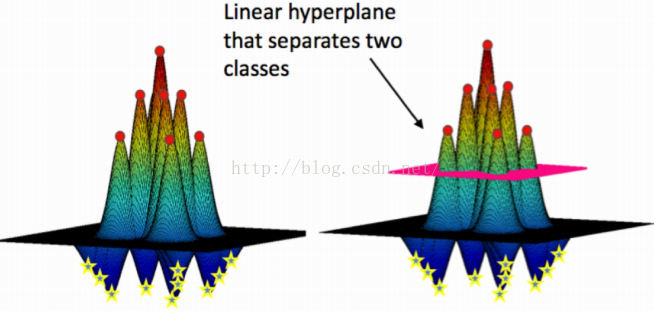 Linear hyperplane
that separates two
classes
http://blog.csdn.net/